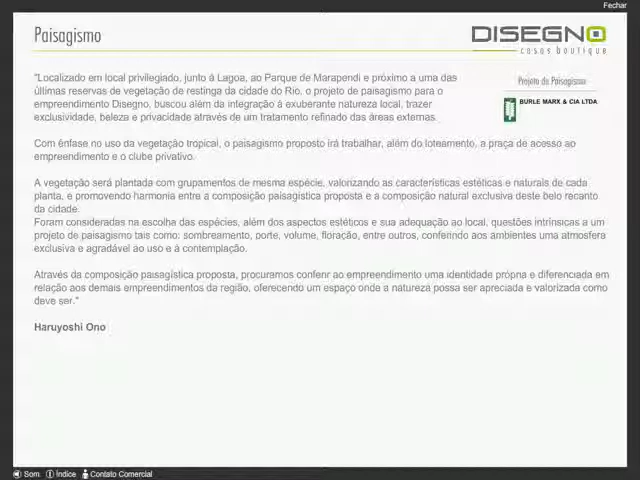 Fechar
Paisagismo
DISEGNO
casas boutique
Projeto de Paisagismo
BURLE MARX & CIA LTDA
"Localizado em local privilegiado, junto à Lagoa, ao Parque de Marapendi e próximo a uma das
últimas reservas de vegetação de restinga da cidade do Rio, o projeto de paisagismo para o
empreendimento Disegno, buscou além da integração à exuberante natureza local, trazer
exclusividade, beleza e privacidade através de um tratamento refinado das áreas externas.
Com ênfase no uso da vegetação tropical, o paisagismo proposto irá trabalhar, além do loteamento, a praça de acesso ao
empreendimento e o clube privativo.
A vegetação será plantada com grupamentos de mesma espécie, valorizando as características estéticas e naturais de cada
planta, e promovendo harmonia entre a composição paisagística proposta e a composição natural exclusiva deste belo recanto
da cidade.
Foram consideradas na escolha das espécies, além dos aspectos estéticos e sua adequação ao local, questões intrínsicas a um
projeto de paisagismo tais como: sombreamento, porte, volume, floração, entre outros, conferindo aos ambientes uma atmosfera
exclusiva e agradável ao uso e à contemplação.
Através da composição paisagística proposta, procuramos conferir ao empreendimento uma identidade própria e diferenciada em
relação aos demais empreendimentos da região, oferecendo um espaço onde a natureza possa ser apreciada e valorizada como
deve ser."
Haruyoshi Ono
Som Índice Contato Comercial